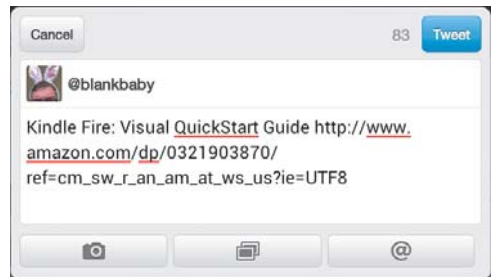 Cancel 83 Tweet
@blankbaby
Kindle Fire: Visual QuickStart Guide http://www.
amazon.com/dp/0321903870/
ref=cm_sw_r_an_am_at_ws_us?ie=UTF8
@